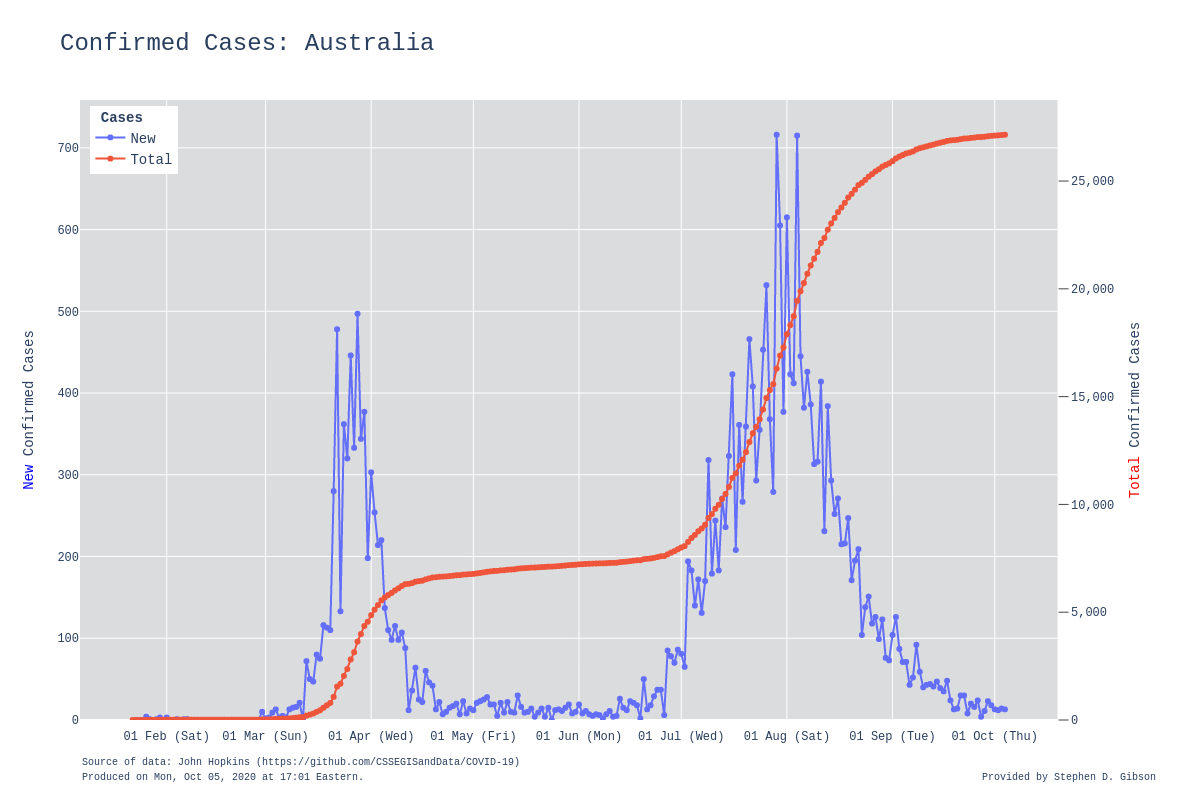 Confirmed Cases: Australia
Cases
New
Total
700
600
500
400
300
200
100
0
25,000
20,000
15,000
10,000
5,000
0
New Confirmed Cases
Total Confirmed Cases
01 Feb (Sat) 01 Mar (Sun) 01 Apr (Wed) 01 May (Fri) 01 Jun (Mon) 01 Jul (Wed) 01 Aug (Sat) 01 Sep (Tue) 01 Oct (Thu)
Source of data: John Hopkins (https://github.com/CSSEGISandData/COVID-19)
Produced on Mon, Oct 05, 2020 at 17:01 Eastern.
Provided by Stephen D. Gibson